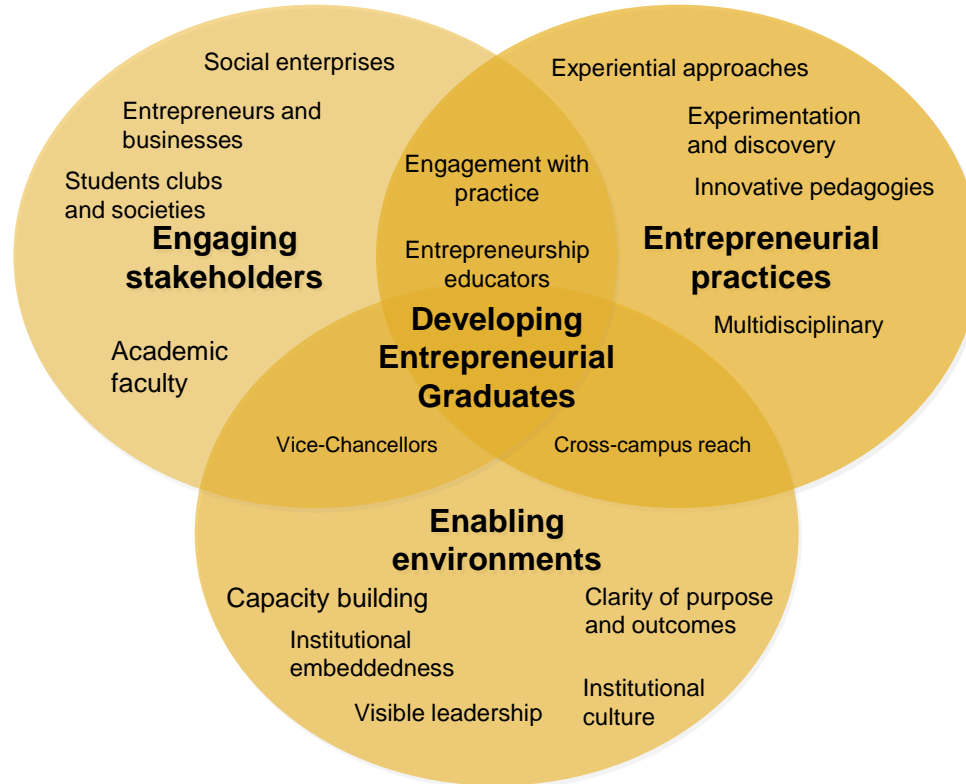 Social enterprises
Entrepreneurs and
businesses
Students clubs
and societies
Engaging
stakeholders
Academic
faculty
Engagement with
practice
Entrepreneurship
educators
Experiential approaches
Experimentation
and discovery
Innovative pedagogies
Entrepreneurial
practices
Multidisciplinary
Developing
Entrepreneurial
Graduates
Vice-Chancellors
Cross-campus reach
Enabling
environments
Capacity building
Institutional
embeddedness
Visible leadership
Clarity of purpose
and outcomes
Institutional
culture